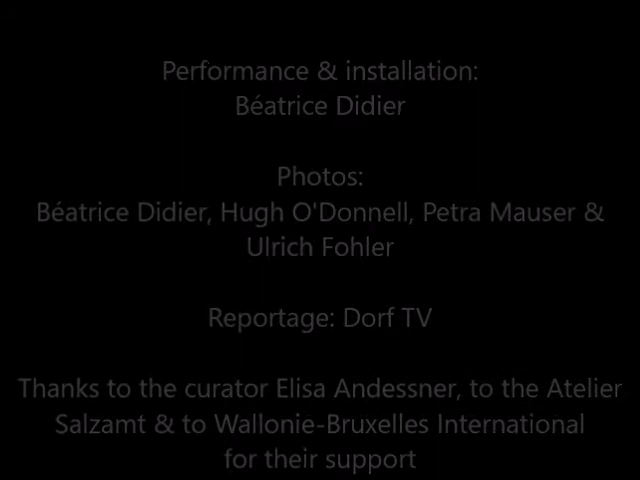 Performance & installation:
Béatrice Didier
Photos:
Béatrice Didier, Hugh O'Donnell, Petra Mauser &
Ulrich Fohler
Reportage: Dorf TV
Thanks to the curator Elisa Andessner, to the Atelier
Salzamt & to Wallonie-Bruxelles International
for their support